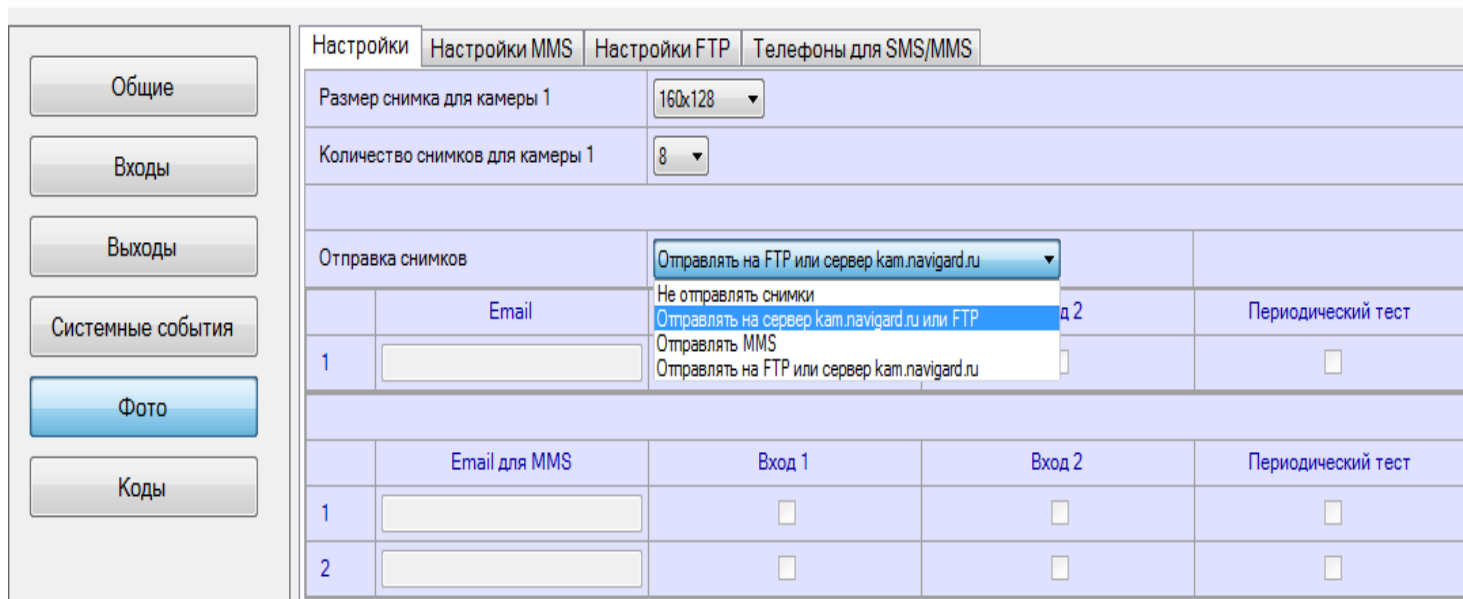 Настройки Настройки MMS Настройки FTP Телефоны для SMS/MMS
Общие
Размер снимка для камеры 1 160x128
Количество снимков для камеры 1 8
Входы
Выходы
Отправка снимков Отправлять на FTP или сервер kam.navigard.ru
Не отправлять снимки
Email д 2 Периодический тест
Отправлять на сервер kam.navigard.ru или FTP
Системные события
Отправлять MMS
1
Отправлять на FTP или сервер kam.navigard.ru
Фото
Email для MMS Вход 1 Вход 2 Периодический тест
Коды
1
2